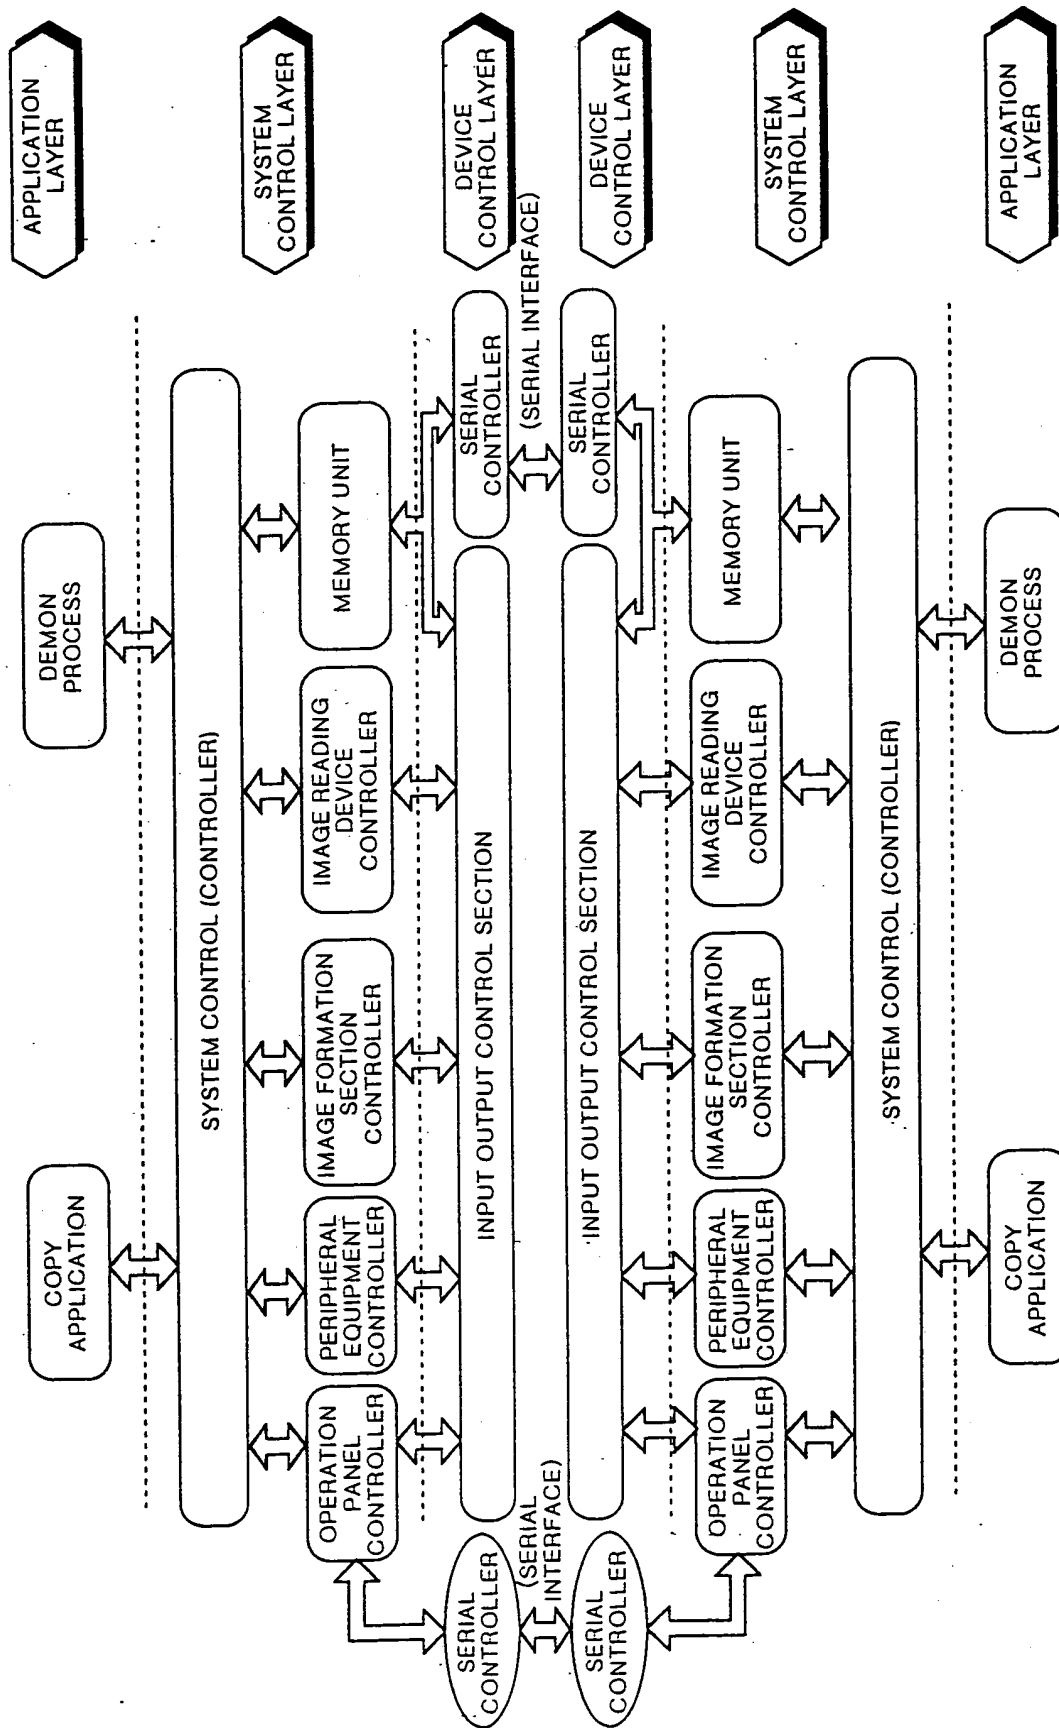 COPY
APPLICATION
DEMON
PROCESS
APPLICATION
LAYER
SYSTEM CONTROL (CONTROLLER)
SYSTEM
CONTROL LAYER
OPERATION
PANEL
CONTROLLER
PERIPHERAL
EQUIPMENT
CONTROLLER
IMAGE FORMATION
SECTION
CONTROLLER
IMAGE READING
DEVICE
CONTROLLER
MEMORY UNIT
SERIAL
CONTROLLER
INPUT OUTPUT CONTROL SECTION
SERIAL
CONTROLLER
DEVICE
CONTROL LAYER
(SERIAL
INTERFACE)
(SERIAL INTERFACE)
SERIAL
CONTROLLER
INPUT OUTPUT CONTROL SECTION
SERIAL
CONTROLLER
DEVICE
CONTROL LAYER
OPERATION
PANEL
CONTROLLER
PERIPHERAL
EQUIPMENT
CONTROLLER
IMAGE FORMATION
SECTION
CONTROLLER
IMAGE READING
DEVICE
CONTROLLER
MEMORY UNIT
SYSTEM
CONTROL LAYER
SYSTEM CONTROL (CONTROLLER)
COPY
APPLICATION
DEMON
PROCESS
APPLICATION
LAYER